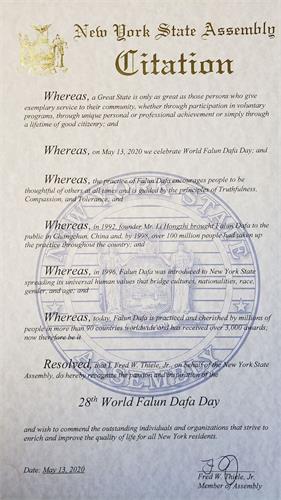 New York State Assembly
Citation
Whereas, a Great State is only as great as those persons who give
exemplary service to their community, whether through participation in voluntary
programs, through unique personal or professional achievement or simply through
a lifetime of good citizenry; and
Whereas, on May 13, 2020 we celebrate World Falun Dafa Day; and
Whereas, the practice of Falun Dafa encourages people to be
thoughtful of others at all times and is guided by the principles of Truthfulness,
Compassion, and Tolerance, and
Whereas, in 1992, founder Mr. Li Hongzhi brought Falun Dafa to the
public in Changchun, China and, by 1998, over 100 million people had taken up
the practice throughout the country; and
Whereas, in 1996, Falun Dafa was introduced to New York State
spreading its universal human values that bridge cultures, nationalities, race,
gender, and age; and
Whereas, today, Falun Dafa is practiced and cherished by millions of
people in more than 90 countries worldwide and has received over 3,000 awards;
now therefore be it
Resolved, that I, Fred W. Thiele, Jr., on behalf of the New York State
Assembly, do hereby recognize the passion and inspiration of the
28th World Falun Dafa Day
and wish to commend the outstanding individuals and organizations that strive to
enrich and improve the quality of life for all New York residents.
Date: May 13, 2020
Fred W. Thiele, Jr.
Member of Assembly
NEW YORK STATE
ASSEMBLY